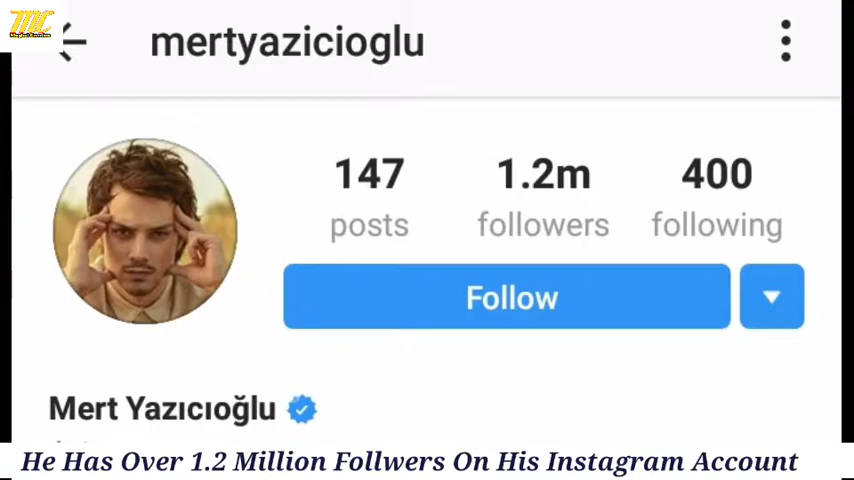 MC
mertyazicioglu
147 1.2m 400
posts followers following
Follow
Mert Yazıcıoğlu
He Has Over 1.2 Million Follwers On His Instagram Account